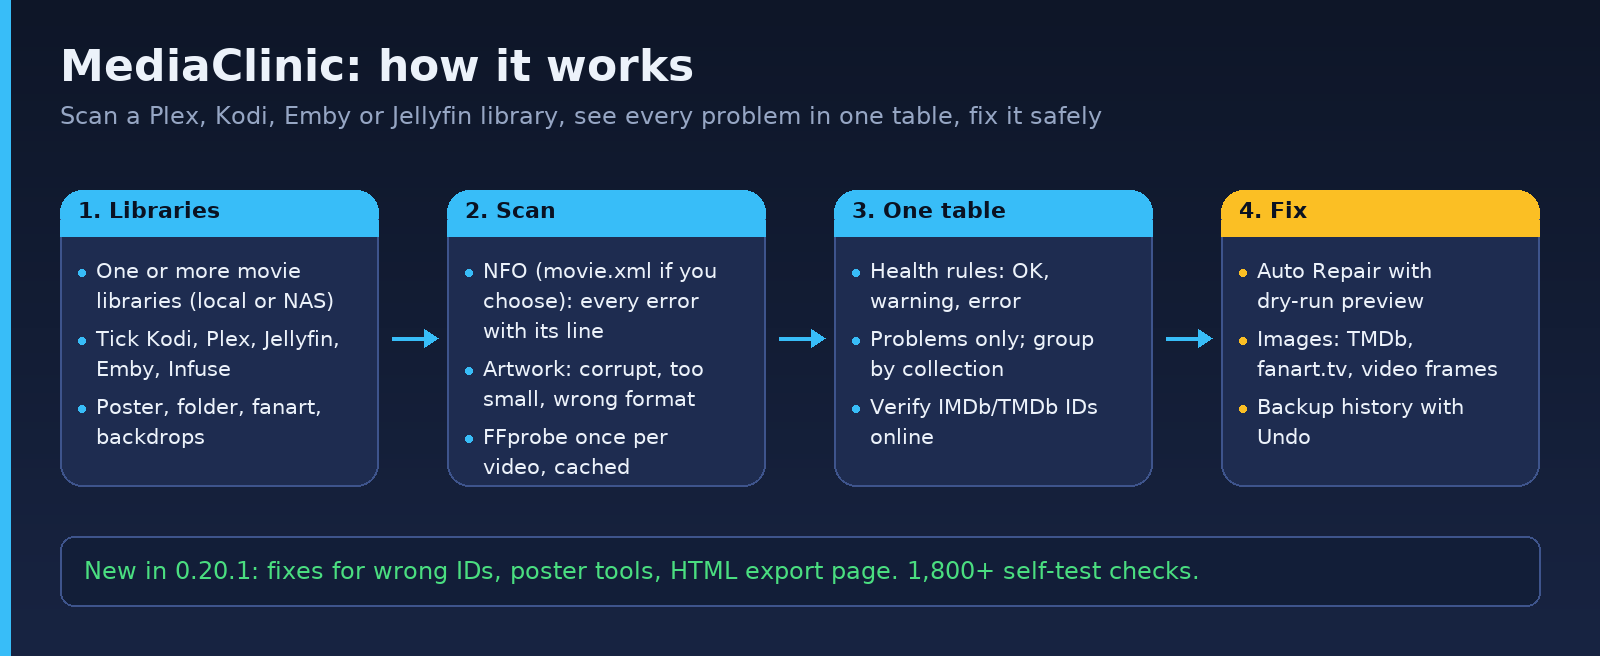 MediaClinic: how it works
Scan a Plex, Kodi, Emby or Jellyfin library, see every problem in one table, fix it safely
1. Libraries
One or more movie
libraries (local or NAS)
Tick Kodi, Plex, Jellyfin,
Emby, Infuse
Poster, folder, fanart,
backdrops
2. Scan
NFO (movie.xml if you
choose): every error
with its line
Artwork: corrupt, too
small, wrong format
FFprobe once per
video, cached
3. One table
Health rules: OK,
warning, error
Problems only; group
by collection
Verify IMDb/TMDb IDs
online
4. Fix
Auto Repair with
dry-run preview
Images: TMDb,
fanart.tv, video frames
Backup history with
Undo
New in 0.20.1: fixes for wrong IDs, poster tools, HTML export page. 1,800+ self-test checks.